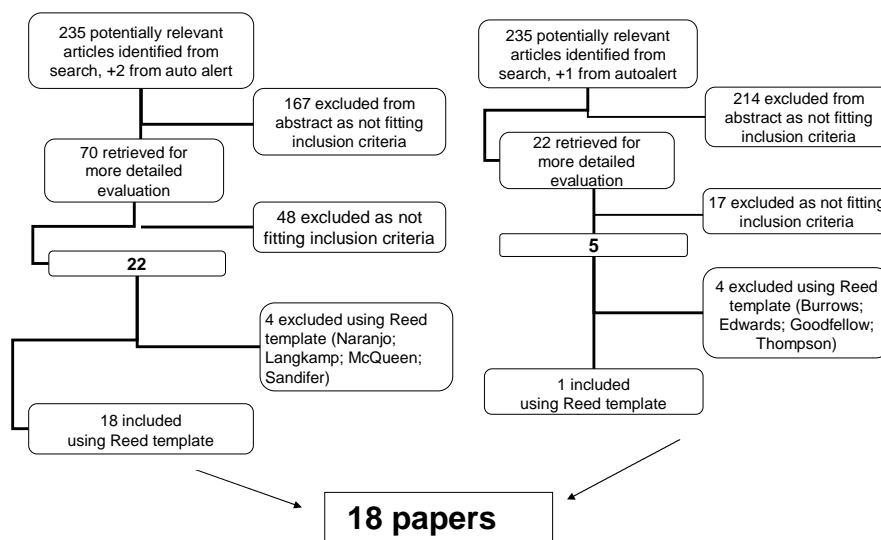 235 potentially relevant
articles identified from
search, +2 from auto alert
167 excluded from
abstract as not fitting
inclusion criteria
70 retrieved for
more detailed
evaluation
48 excluded as not
fitting inclusion criteria
22
4 excluded using Reed
template (Naranjo;
Langkamp; McQueen;
Sandifer)
18 included
using Reed template
235 potentially relevant
articles identified from
search, +1 from autoalert
214 excluded from
abstract as not fitting
inclusion criteria
22 retrieved for
more detailed
evaluation
17 excluded as not fitting
inclusion criteria
5
4 excluded using Reed
template (Burrows;
Edwards; Goodfellow;
Thompson)
1 included
using Reed template
18 papers